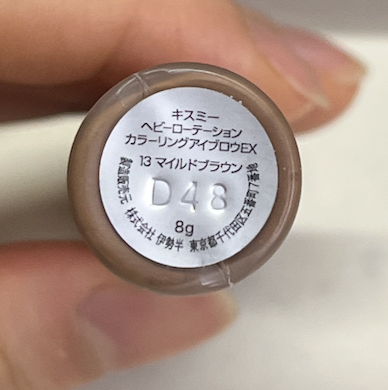 キスミー
ヘビーローテーション
カラーリングアイブロウEX
13 マイルドブラウン
D48
8g
製造販売元 株式会社 伊勢半 東京都千代田区五番町7番地